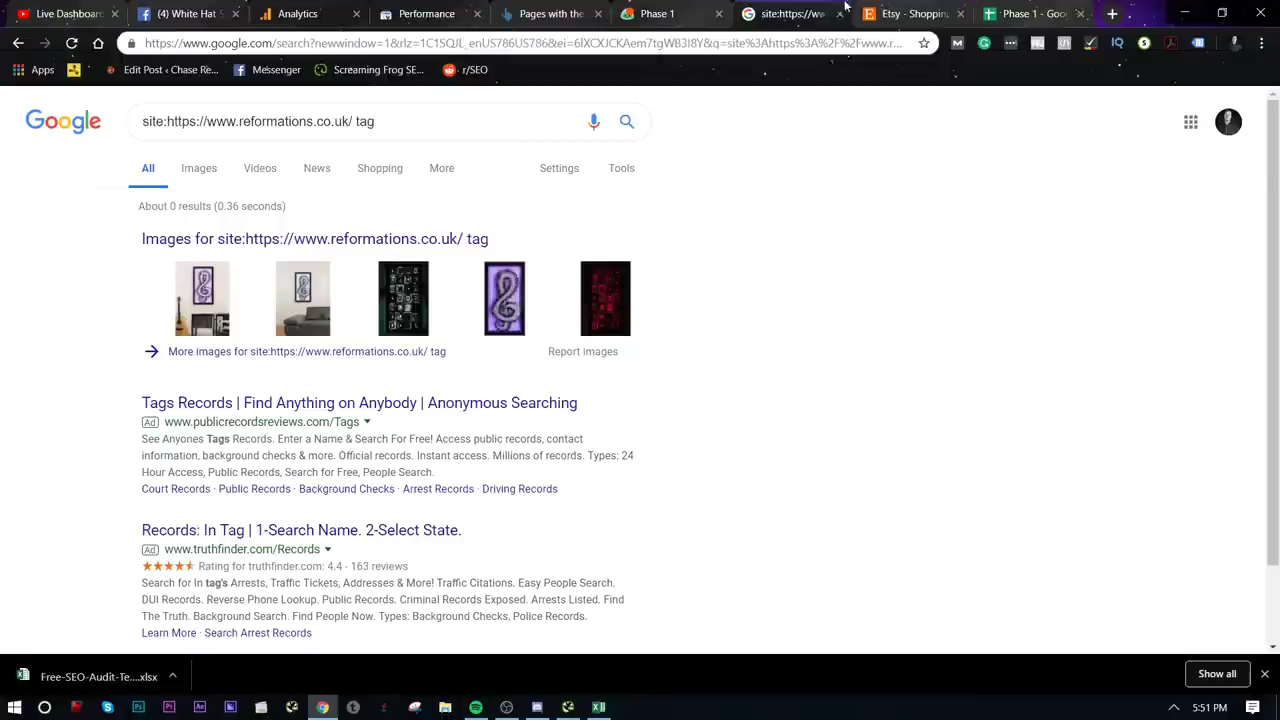 Live Dashboard
(4) Want An
Analytics
Performance
Pages with the
Phase 1
site:https://ww
Etsy - Shoppin
Phase 1 - Go
https://www.google.com/search?newwindow=1&rlz=1C1SQJL_enUS786US786&ei=6lXCXJCKAem7tgWB3I8Y&q=site%3Ahttps%3A%2F%2Fwww.r...
Apps
Edit Pocket › Chase Re...
Messenger
Screaming Frog SE...
r/SEO
Google
site:https://www.reformations.co.uk/ tag
All Images Videos News Shopping More Settings Tools
About 0 results (0.36 seconds)
Images for site:https://www.reformations.co.uk/ tag
More images for site:https://www.reformations.co.uk/ tag Report images
Tags Records | Find Anything on Anybody | Anonymous Searching
Ad www.publicrecordsreviews.com/Tags
See Anyones Tags Records. Enter a Name & Search For Free! Access public records, contact
information, background checks & more. Official records. Instant access. Millions of records. Types: 24
Hour Access, Public Records, Search for Free, People Search.
Court Records · Public Records · Background Checks · Arrest Records · Driving Records
Records: In Tag | 1-Search Name. 2-Select State.
Ad www.truthfinder.com/Records
Rating for truthfinder.com: 4.4 - 163 reviews
Search for In tag's Arrests, Traffic Tickets, Addresses & More! Traffic Citations. Easy People Search.
DUI Records. Reverse Phone Lookup. Public Records. Criminal Records Exposed. Arrests Listed. Find
The Truth. Background Search. Find People Now. Types: Background Checks, Police Records.
Learn More · Search Arrest Records
Free-SEO-Audit-Te....xlsx
Show all
5:51 PM